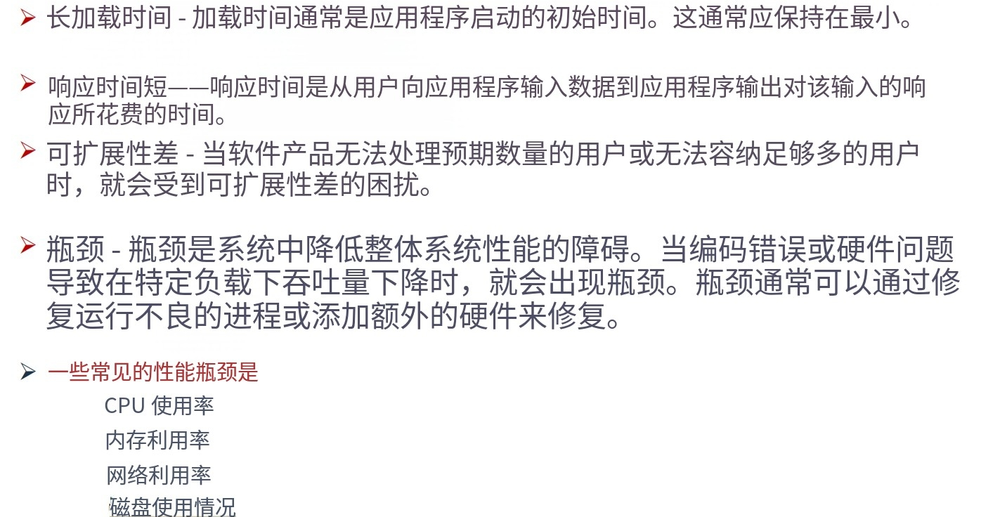 长加载时间 - 加载时间通常是应用程序启动的初始时间。这通常应保持在最小。
响应时间短——响应时间是从用户向应用程序输入数据到应用程序输出对该输入的响
应所花费的时间。
可扩展性差 - 当软件产品无法处理预期数量的用户或无法容纳足够多的用户
时，就会受到可扩展性差的困扰。
瓶颈 - 瓶颈是系统中降低整体系统性能的障碍。当编码错误或硬件问题
导致在特定负载下吞吐量下降时，就会出现瓶颈。瓶颈通常可以通过修
复运行不良的进程或添加额外的硬件来修复。
一些常见的性能瓶颈是
CPU 使用率
内存利用率
网络利用率
磁盘使用情况